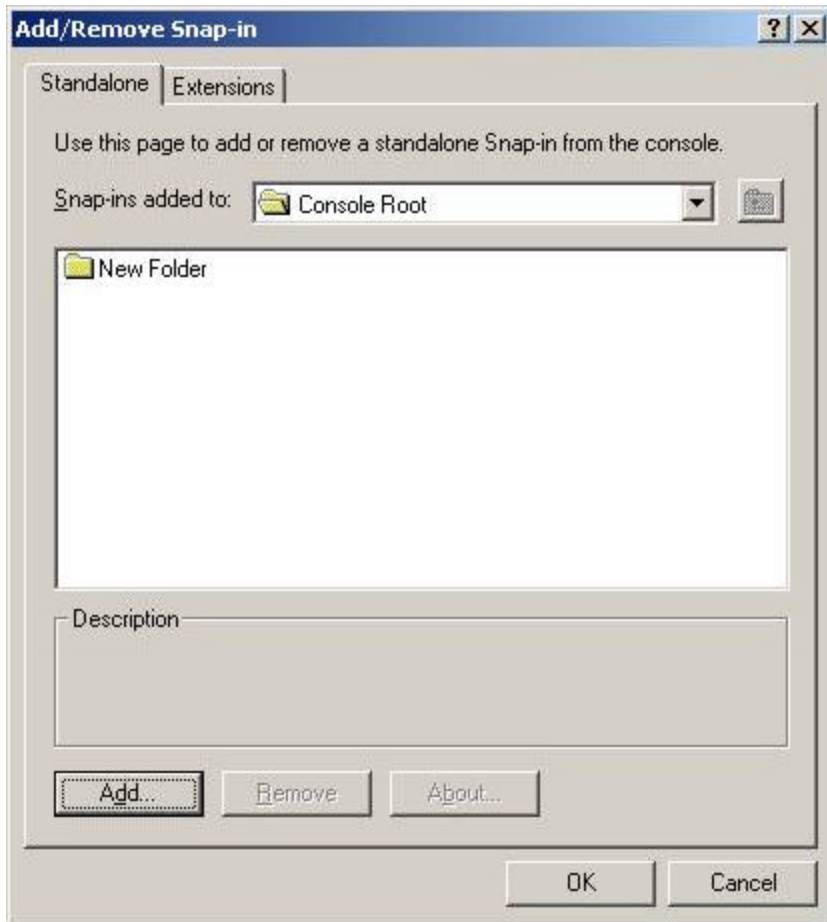 Add/Remove Snap-in
Standalone Extensions
Use this page to add or remove a standalone Snap-in from the console.
Snap-ins added to: Console Root
New Folder
Description
Add... Remove About...
OK Cancel